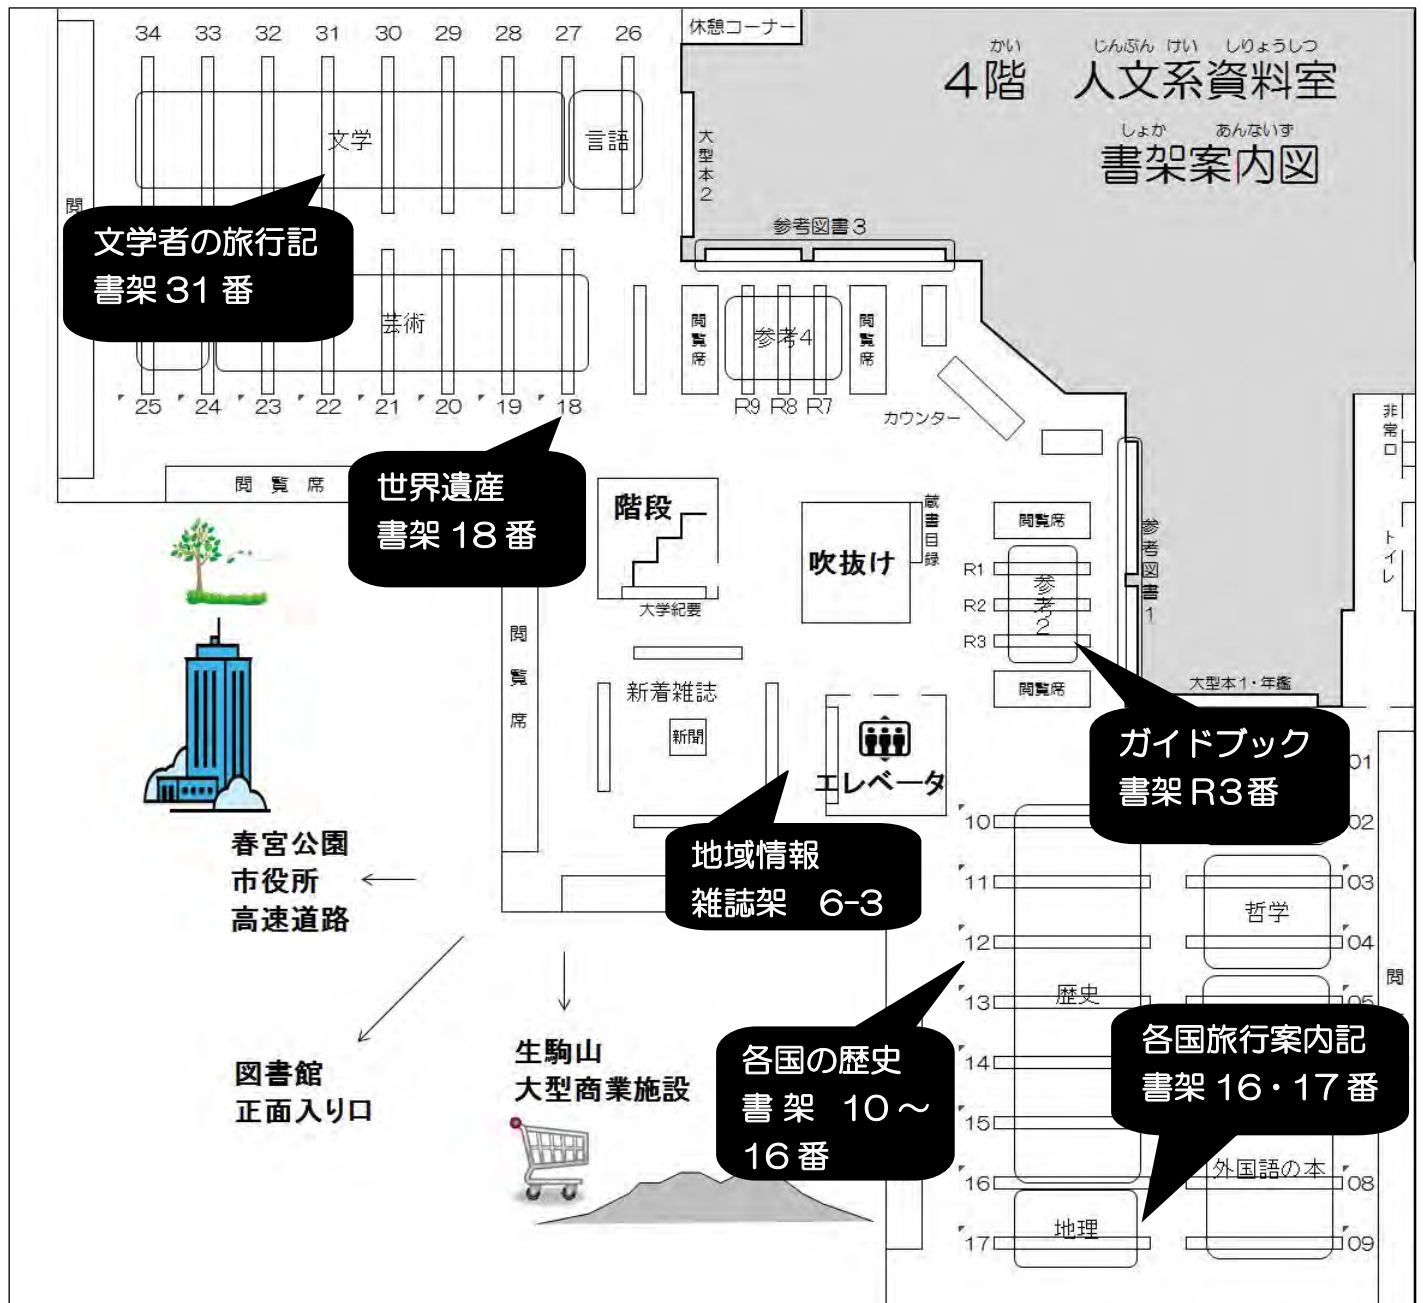 34 33 32 31 30 29 28 27 26
休憩コーナー
かい じんぶん けい しりょうしつ
4階 人文系資料室
しょか あんないず
書架案内図
文学
言語
大型本2
閲
文学者の旅行記
書架 31 番
参考図書3
芸術
閲覧席
参考4
閲覧席
25 24 23 22 21 20 19 18
R9 R8 R7
カウンター
非常口
閲覧席
世界遺産
書架 18 番
階段
大学紀要
吹抜け
蔵書目録
閲覧席
R1
R2
R3
参考2
閲覧席
参考図書1
トイレ
大型本1・年鑑
閲覧席
新着雑誌
新聞
エレベータ
ガイドブック
書架 R3番
地域情報
雑誌架 6-3
01
10
02
11
03
哲学
12
04
閲
13
05
歴史
14
15
16
08
17
09
各国の歴史
書 架 10～
16 番
各国旅行案内記
書架 16・17 番
外国語の本
地理
春宮公園
市役所
高速道路
図書館
正面入り口
生駒山
大型商業施設